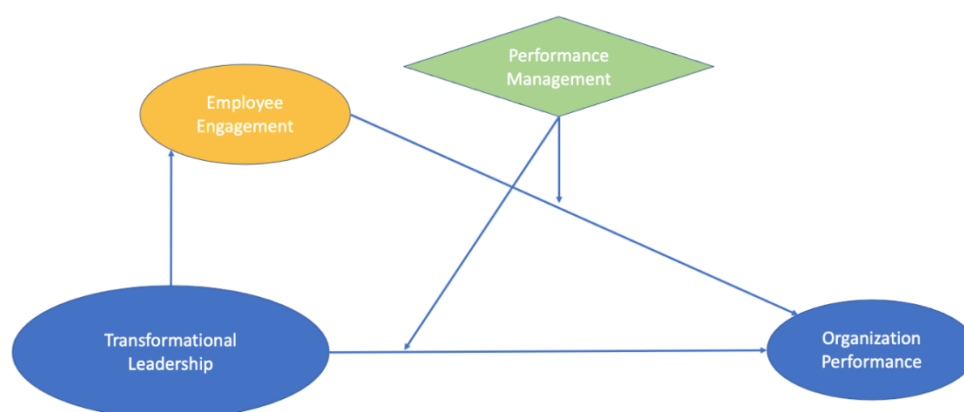 Performance
Management
Employee
Engagement
Transformational
Leadership
Organization
Performance